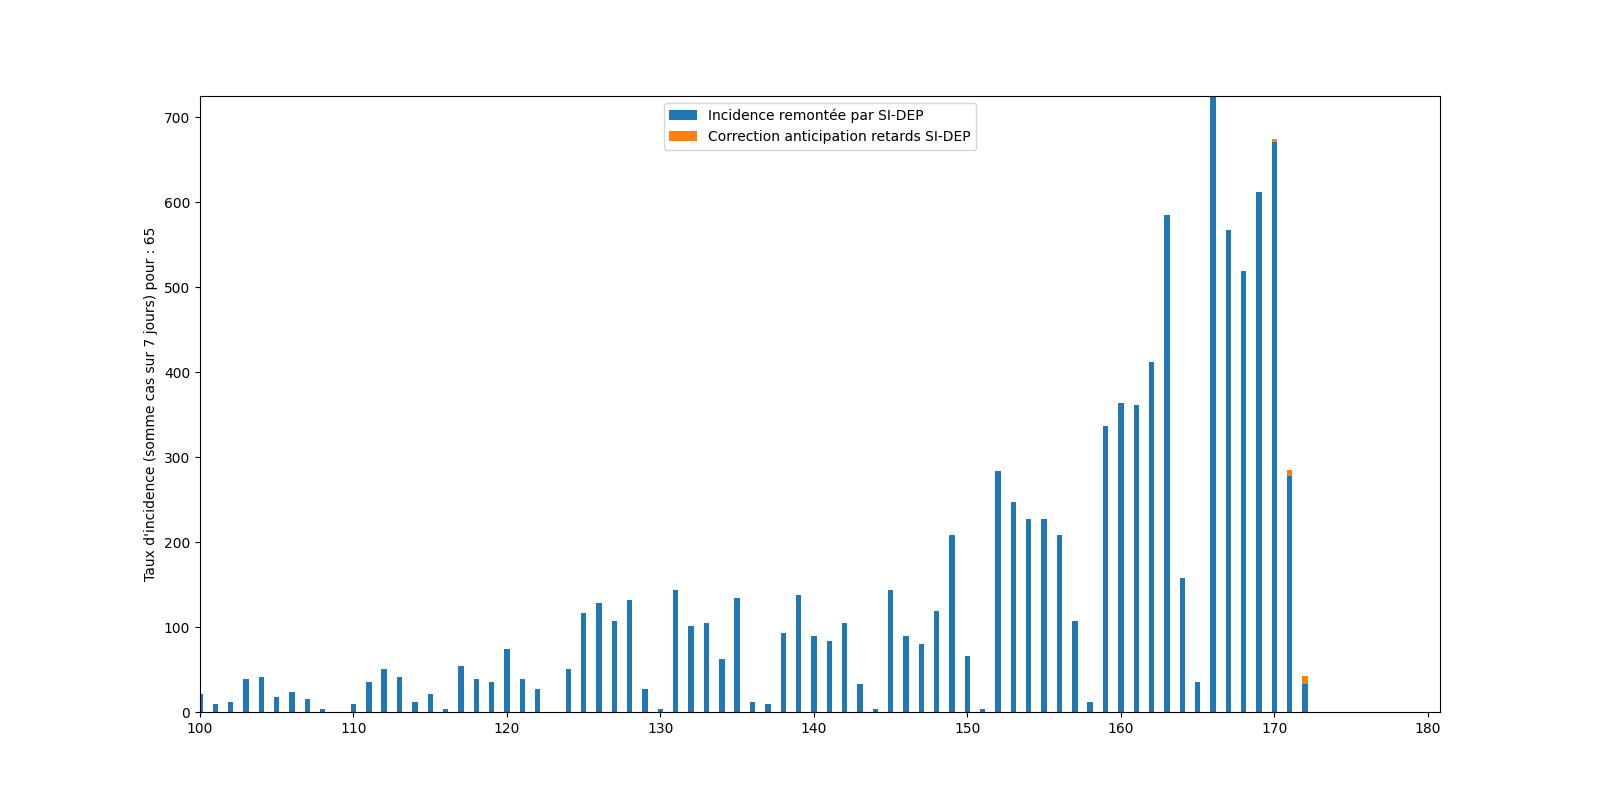 Incidence remontée par SI-DEP
Correction anticipation retards SI-DEP
Taux d'incidence (somme cas sur 7 jours) pour : 65
700
600
500
400
300
200
100
0
100 110 120 130 140 150 160 170 180